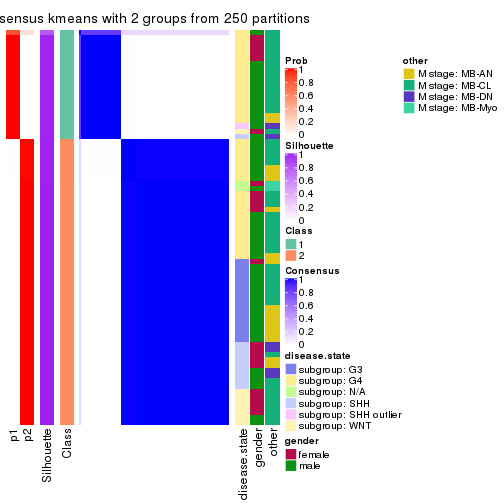 sensus kmeans with 2 groups from 250 partitions
Prob
1
0.8
0.6
0.4
0.2
0
Silhouette
1
0.8
0.6
0.4
0.2
0
Class
1
2
Consensus
1
0.8
0.6
0.4
0.2
0
disease.state
subgroup: G3
subgroup: G4
subgroup: N/A
subgroup: SHH
subgroup: SHH outlier
subgroup: WNT
gender
female
male
other
M stage: MB-AN
M stage: MB-CL
M stage: MB-DN
M stage: MB-Myo
p1
p2
Silhouette
Class
disease.state
gender
other